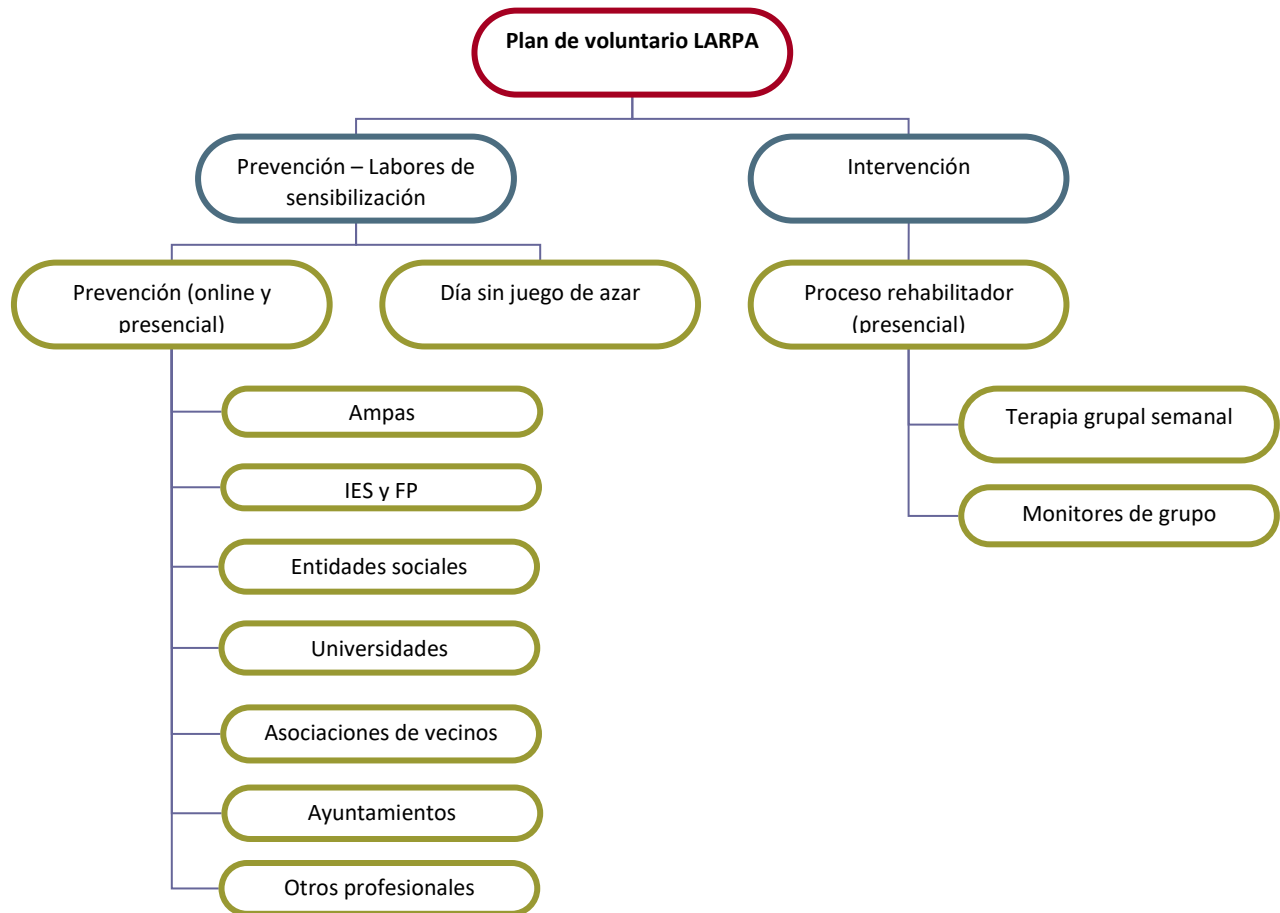 Plan de voluntario LARPA
Prevención – Labores de
sensibilización
Intervención
Prevención (online y
presencial)
Día sin juego de azar
Proceso rehabilitador
(presencial)
Ampas
IES y FP
Entidades sociales
Universidades
Asociaciones de vecinos
Ayuntamientos
Otros profesionales
Terapia grupal semanal
Monitores de grupo